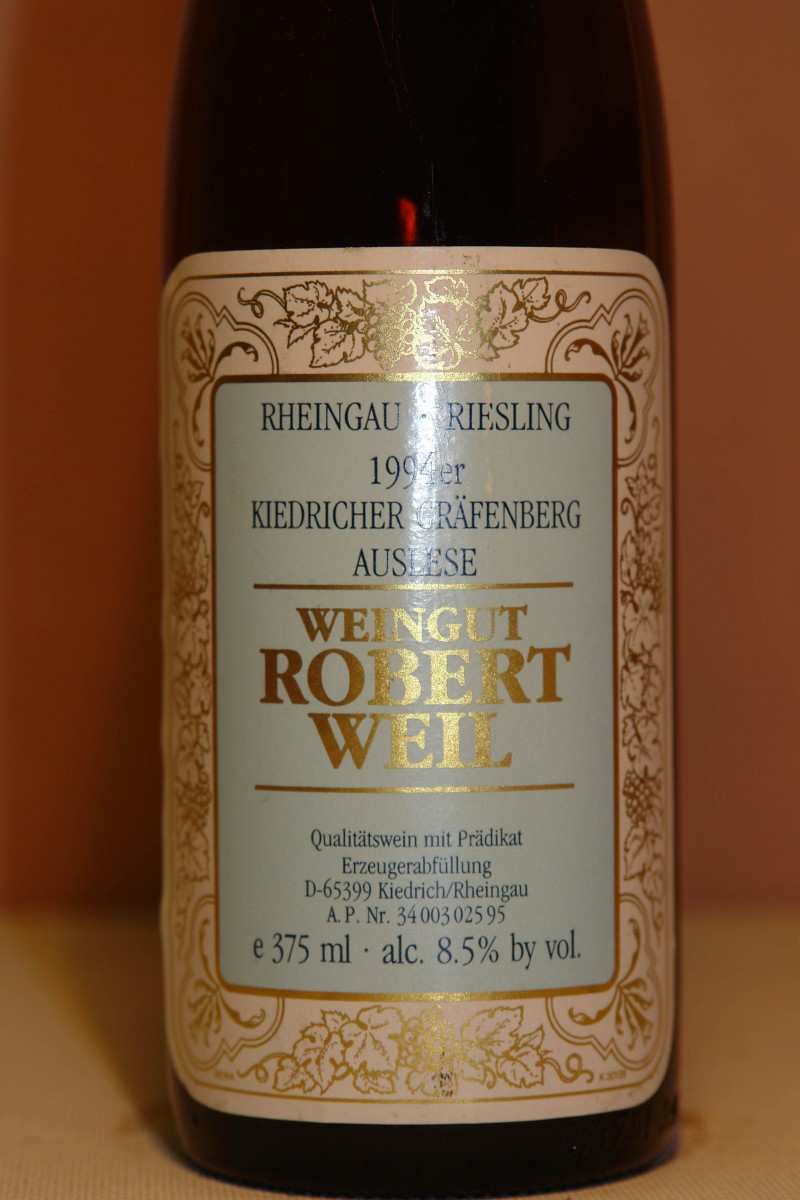 RHEINGAU · RIESLING
1994er
KIEDRICHER GRÄFENBERG
AUSLESE
WEINGUT
ROBERT
WEIL
Qualitätswein mit Prädikat
Erzeugerabfüllung
D-65399 Kiedrich/Rheingau
A. P. Nr. 34 003 025 95
e 375 ml · alc. 8.5% by vol.